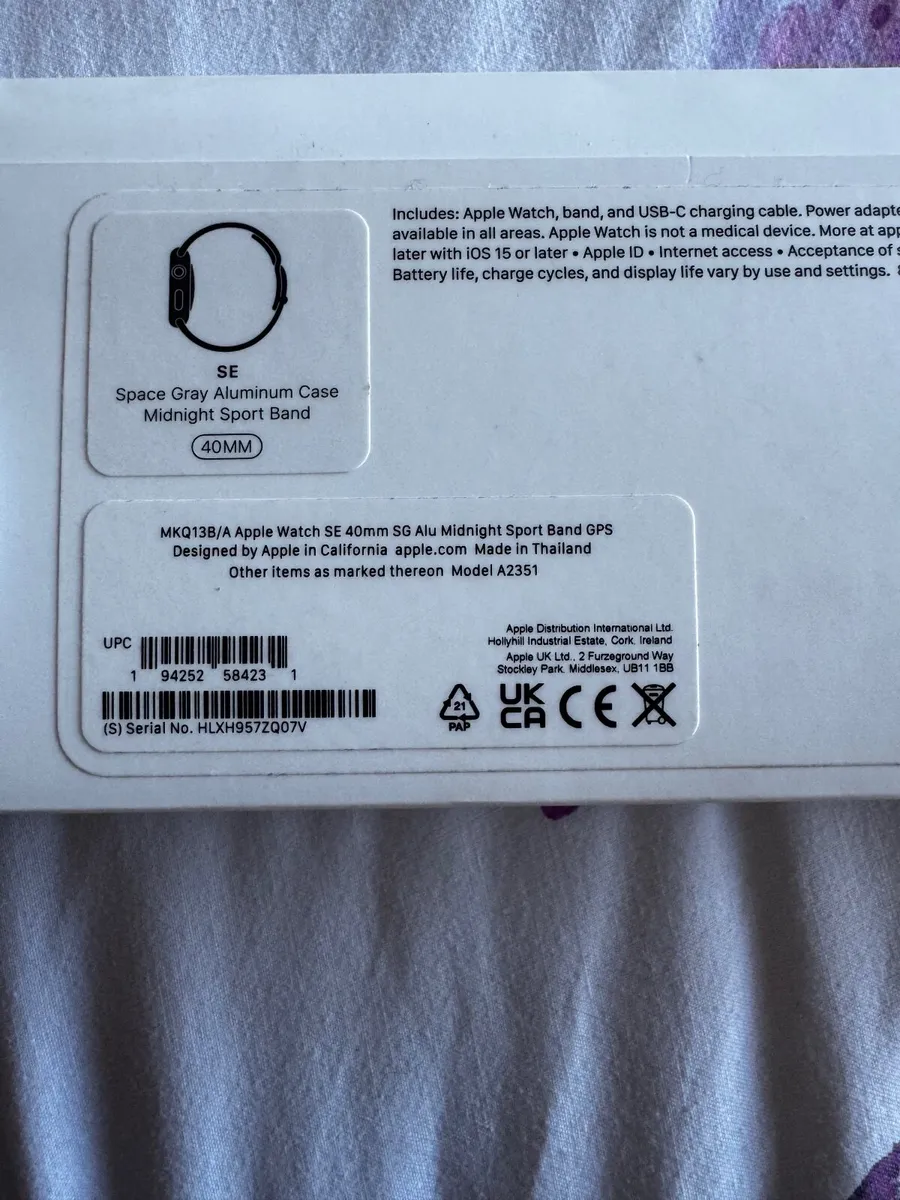 Includes: Apple Watch, band, and USB-C charging cable. Power
available in all areas. Apple Watch is not a medical device. More at
later with iOS 15 or later • Apple ID • Internet access • Acceptance of
Battery life, charge cycles, and display life vary by use and settings.
SE
Space Gray Aluminum Case
Midnight Sport Band
40MM
MKQ13B/A Apple Watch SE 40mm SG Alu Midnight Sport Band GPS
Designed by Apple in California apple.com Made in Thailand
Other items as marked thereon Model A2351
Apple Distribution International Ltd.
Hollyhill Industrial Estate, Cork, Ireland
Apple UK Ltd., 2 Furzeground Way
Stockley Park, Middlesex, UB11 1BB
UPC
1 94252 58423 1
(S) Serial No. HLXH957ZQ07V
21
PAP
UK
CA
CE